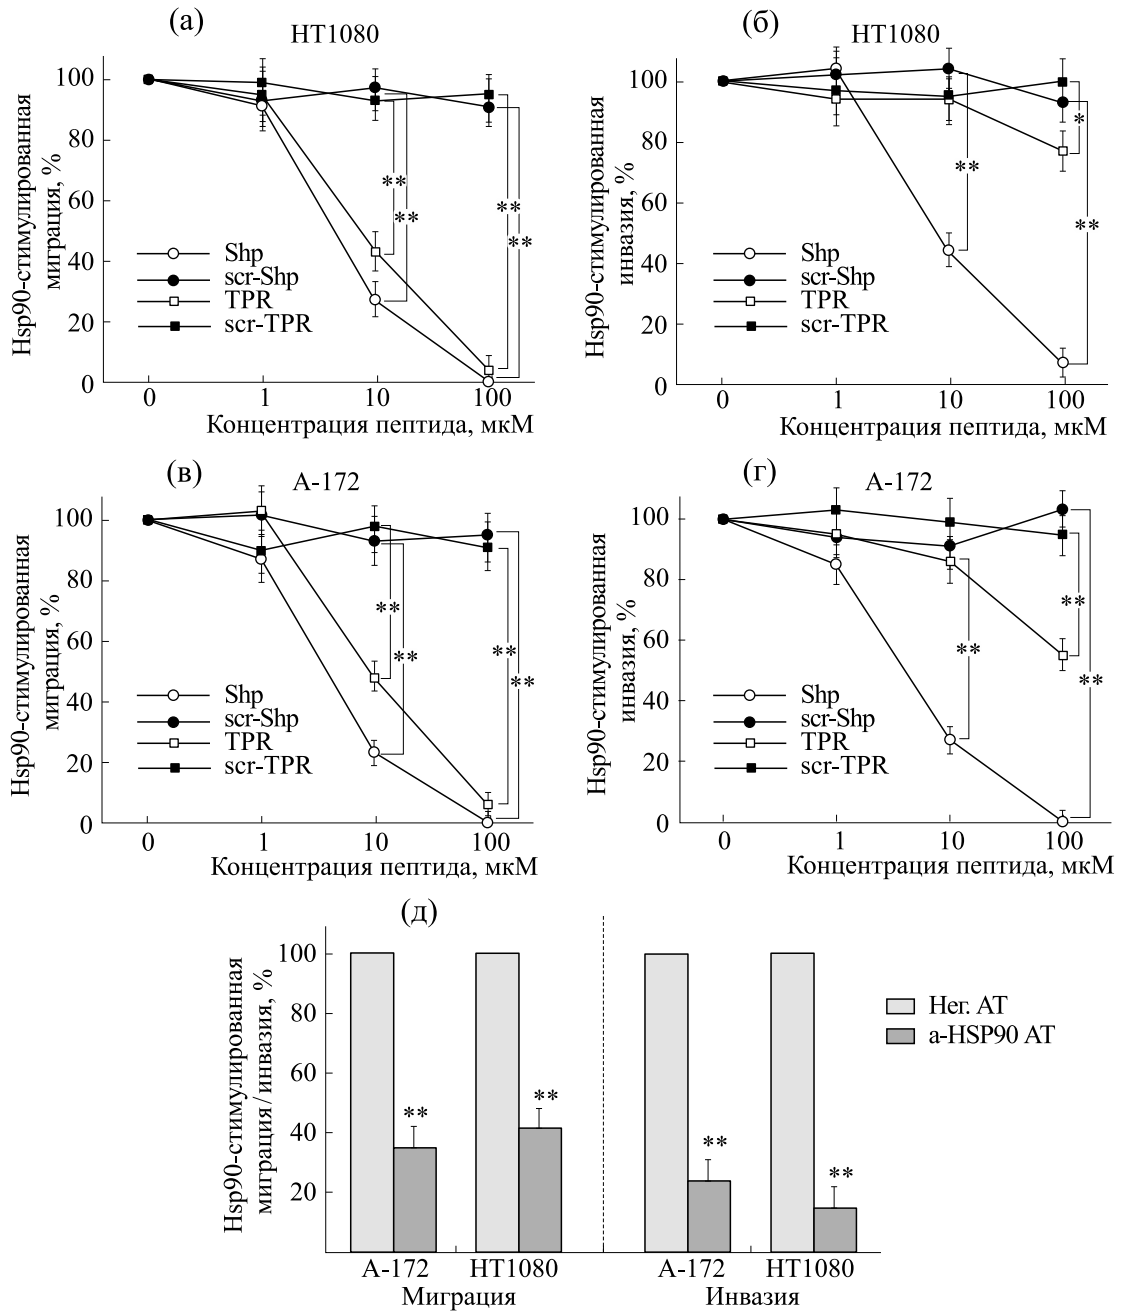 (а)
HT1080
Hsp90-стимулированная
миграция, %
100
80
60
40
20
0
**
**
**
**
Shp
scr-Shp
TPR
scr-TPR
0
1
10
100
Концентрация пептида, мкМ
(б)
HT1080
Hsp90-стимулированная
инвазия, %
100
80
60
40
20
0
*
**
**
Shp
scr-Shp
TPR
scr-TPR
0
1
10
100
Концентрация пептида, мкМ
(в)
A-172
Hsp90-стимулированная
миграция, %
100
80
60
40
20
0
**
**
**
**
Shp
scr-Shp
TPR
scr-TPR
0
1
10
100
Концентрация пептида, мкМ
(г)
A-172
Hsp90-стимулированная
инвазия, %
100
80
60
40
20
0
**
**
**
Shp
scr-Shp
TPR
scr-TPR
0
1
10
100
Концентрация пептида, мкМ
(д)
Hsp90-стимулированная
миграция/инвазия, %
100
80
60
40
20
**
**
**
**
Нег. АТ
a-HSP90 АТ
A-172
HT1080
A-172
HT1080
Миграция
Инвазия